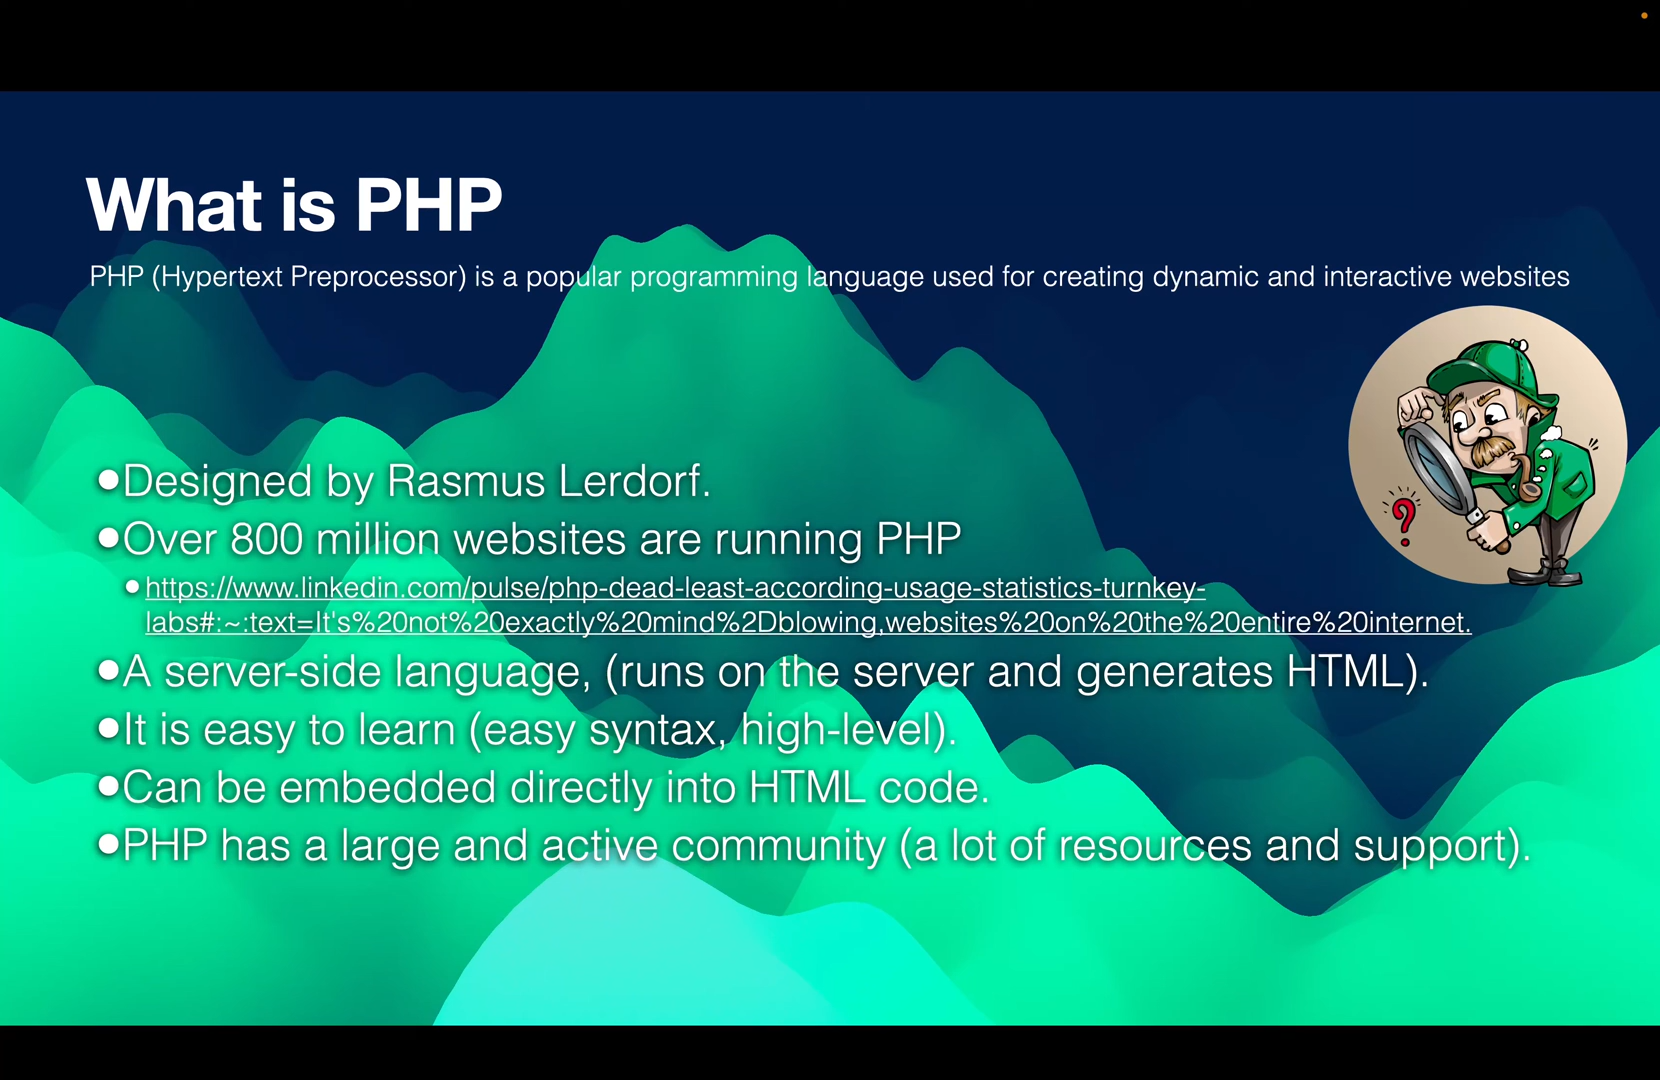 What is PHP
PHP (Hypertext Preprocessor) is a popular programming language used for creating dynamic and interactive websites
•Designed by Rasmus Lerdorf.
•Over 800 million websites are running PHP
•https://www.linkedin.com/pulse/php-dead-least-according-usage-statistics-turnkey-
labs#:~:text=It's%20not%20exactly%20mind%2Dblowing,websites%20on%20the%20entire%20internet.
•A server-side language, (runs on the server and generates HTML).
•It is easy to learn (easy syntax, high-level).
•Can be embedded directly into HTML code.
•PHP has a large and active community (a lot of resources and support).
?